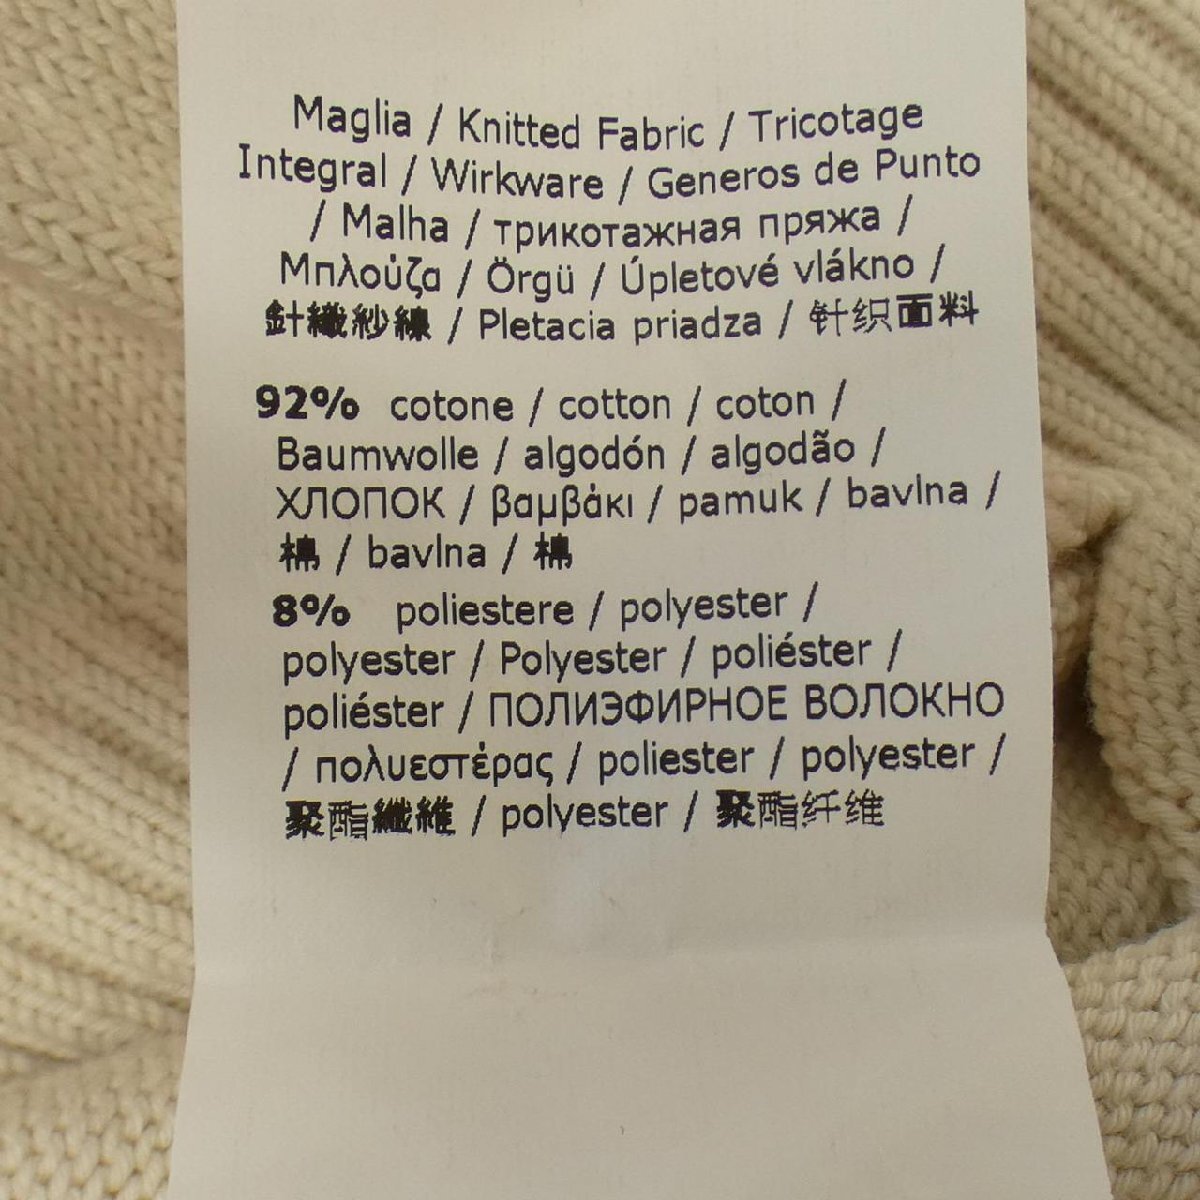 Maglia / Knitted Fabric / Tricotage
Integral / Wirkware / Generos de Punto
/ Malha / трикотажная пряжа /
Μπλούζα / Örgü / Úpletové vlákno /
針織紗線 / Pletacia priadza / 针织面料
92% cotone / cotton / coton /
Baumwolle / algodón / algodão /
ХЛОПОК / βαμβάκι / pamuk / bavlna /
棉 / bavlna / 棉
8% poliestere / polyester /
polyester / Polyester / poliéster /
poliéster / ПОЛИЭФИРНОЕ ВОЛОКНО
/ πολυεστέρας / poliester / polyester /
聚酯纖維 / polyester / 聚酯纤维